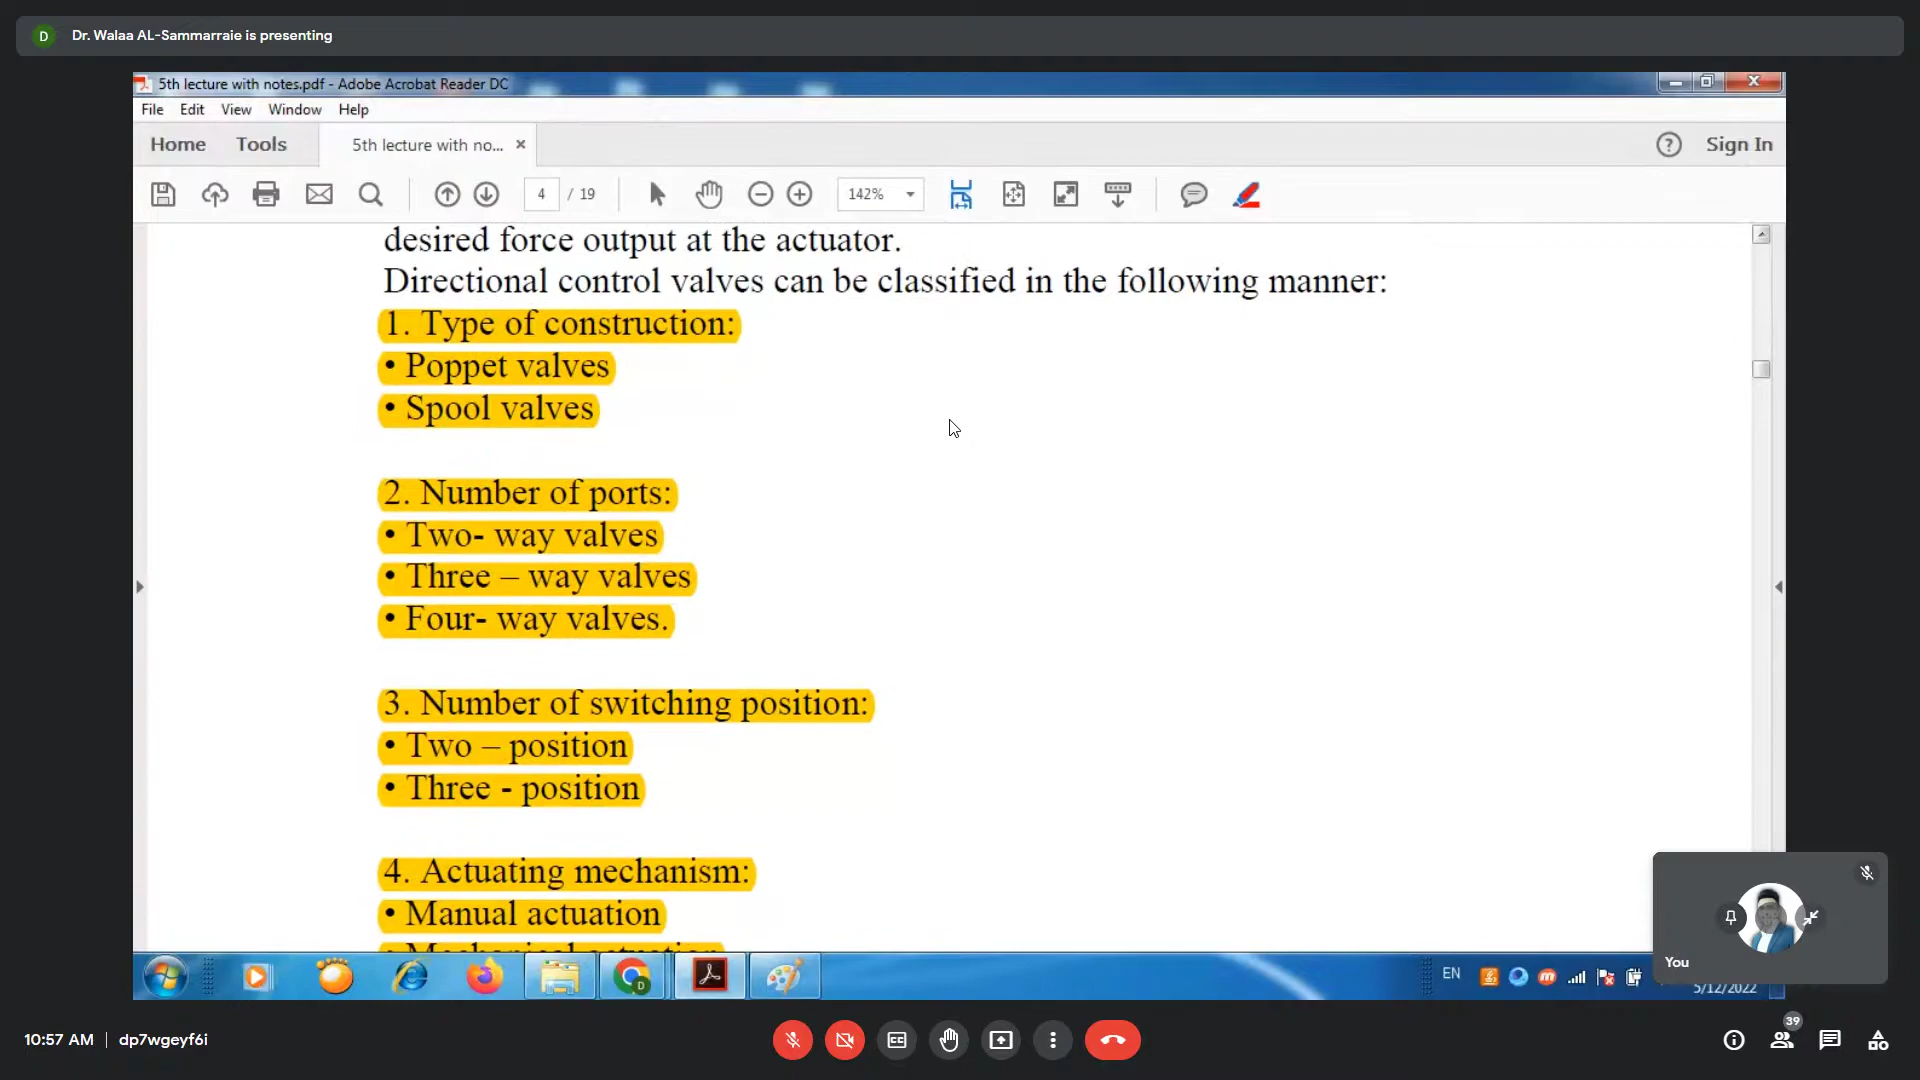 D Dr. Walaa AL-Sammarraie is presenting
5th lecture with notes.pdf - Adobe Acrobat Reader DC
File Edit View Window Help
Home Tools 5th lecture with no... × Sign In
4 / 19 142%
desired force output at the actuator.
Directional control valves can be classified in the following manner:
1. Type of construction:
• Poppet valves
• Spool valves
2. Number of ports:
• Two- way valves
• Three – way valves
• Four- way valves.
3. Number of switching position:
• Two – position
• Three - position
4. Actuating mechanism:
• Manual actuation
• Mechanical actuation
You
EN
5/12/2022
10:57 AM | dp7wgeyf6i
39